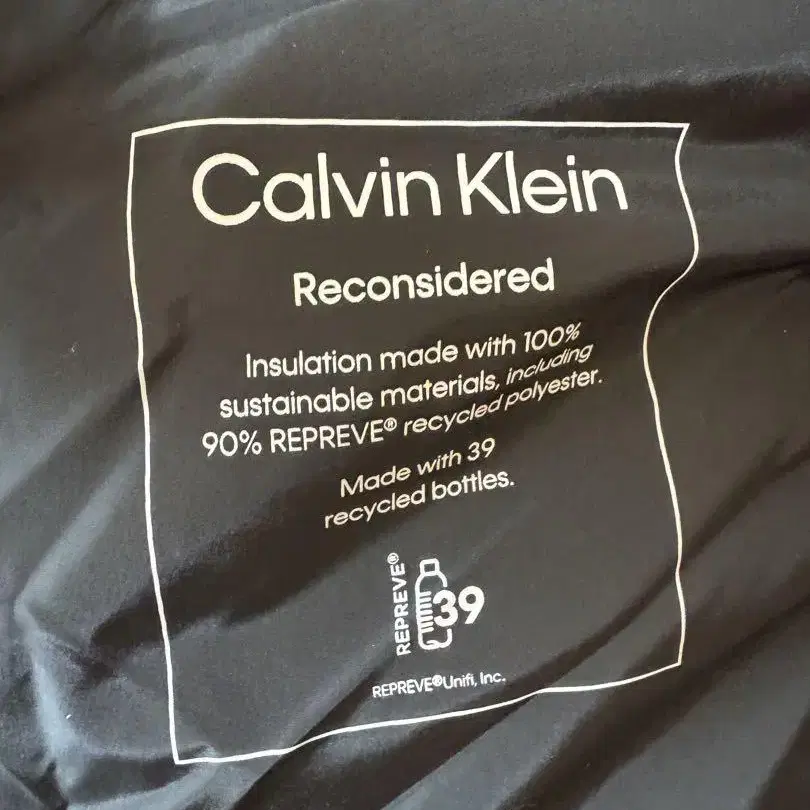 Calvin Klein
Reconsidered
Insulation made with 100%
sustainable materials, including
90% REPREVE® recycled polyester.
Made with 39
recycled bottles.
REPREVE®
39
REPREVE®Unifi, Inc.